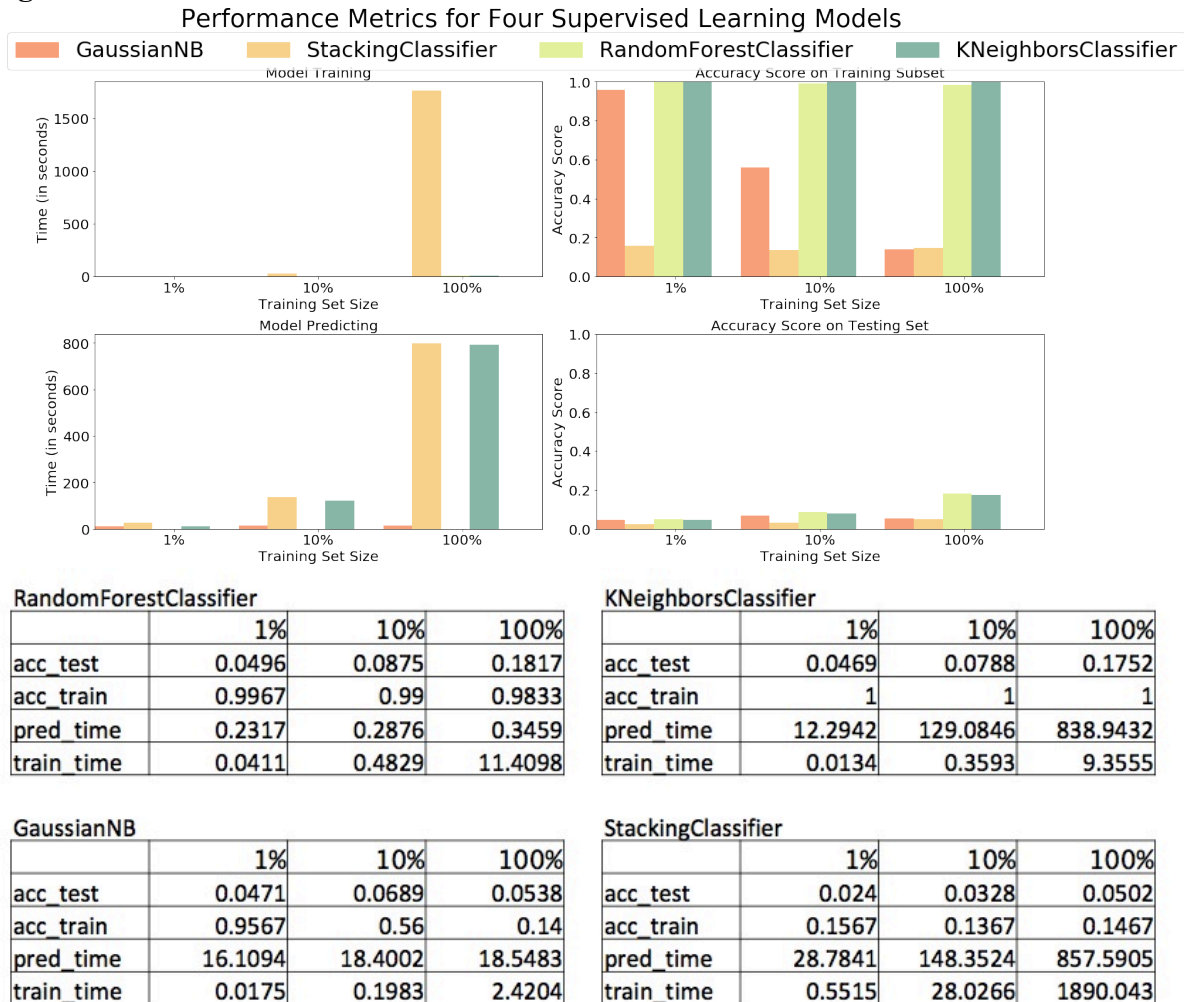 Performance Metrics for Four Supervised Learning Models
GaussianNB StackingClassifier RandomForestClassifier KNeighborsClassifier
Model Training
Time (in seconds)
1500
1000
500
0
1% 10% 100%
Training Set Size
Accuracy Score on Training Subset
Accuracy Score
1.0
0.8
0.6
0.4
0.2
0.0
1% 10% 100%
Training Set Size
Model Predicting
Time (in seconds)
800
600
400
200
0
1% 10% 100%
Training Set Size
Accuracy Score on Testing Set
Accuracy Score
1.0
0.8
0.6
0.4
0.2
0.0
1% 10% 100%
Training Set Size
RandomForestClassifier
1% 10% 100%
acc_test 0.0496 0.0875 0.1817
acc_train 0.9967 0.99 0.9833
pred_time 0.2317 0.2876 0.3459
train_time 0.0411 0.4829 11.4098
KNeighborsClassifier
1% 10% 100%
acc_test 0.0469 0.0788 0.1752
acc_train 1 1 1
pred_time 12.2942 129.0846 838.9432
train_time 0.0134 0.3593 9.3555
GaussianNB
1% 10% 100%
acc_test 0.0471 0.0689 0.0538
acc_train 0.9567 0.56 0.14
pred_time 16.1094 18.4002 18.5483
train_time 0.0175 0.1983 2.4204
StackingClassifier
1% 10% 100%
acc_test 0.024 0.0328 0.0502
acc_train 0.1567 0.1367 0.1467
pred_time 28.7841 148.3524 857.5905
train_time 0.5515 28.0266 1890.043